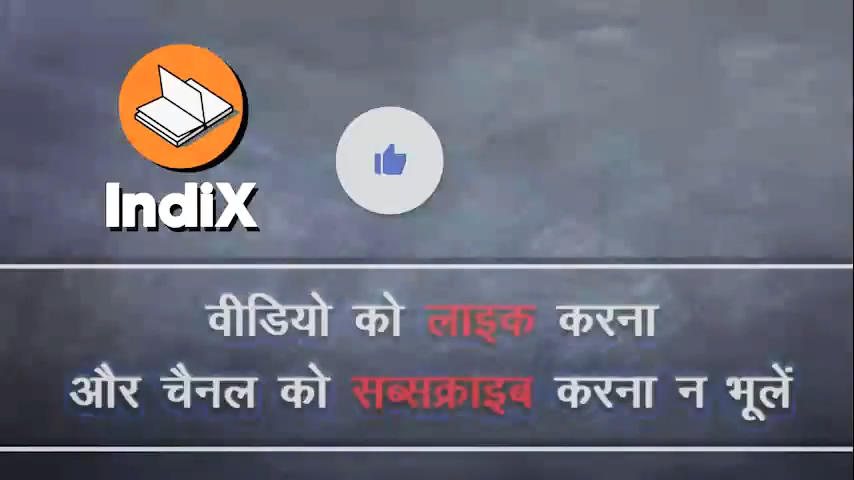 IndiX
वीडियो को लाइक करना
और चैनल को सब्सक्राइब करना न भूलें